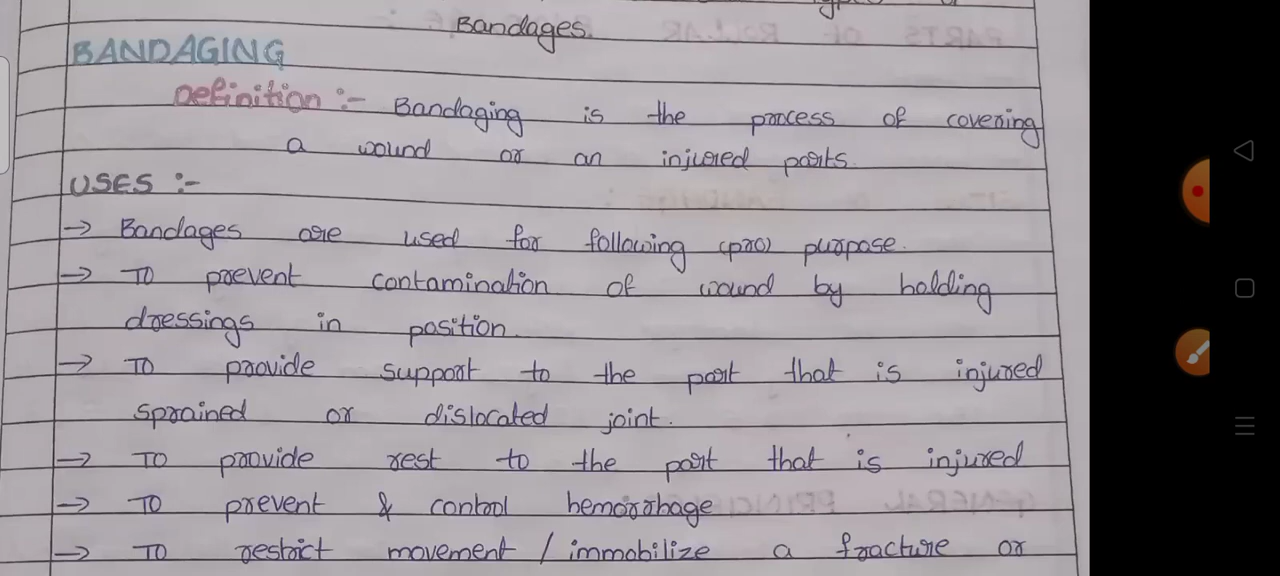 Bandages.
BANDAGING
Definition :- Bandaging is the process of covering
a wound or an injured parts.
USES :-
→ Bandages are used for following (pro) purpose.
→ To prevent contamination of wound by holding
dressings in position.
→ To provide support to the part that is injured
sprained or dislocated joint.
→ To provide rest to the part that is injured
→ To prevent & control hemorrhage
→ To restrict movement / immobilize a fracture or